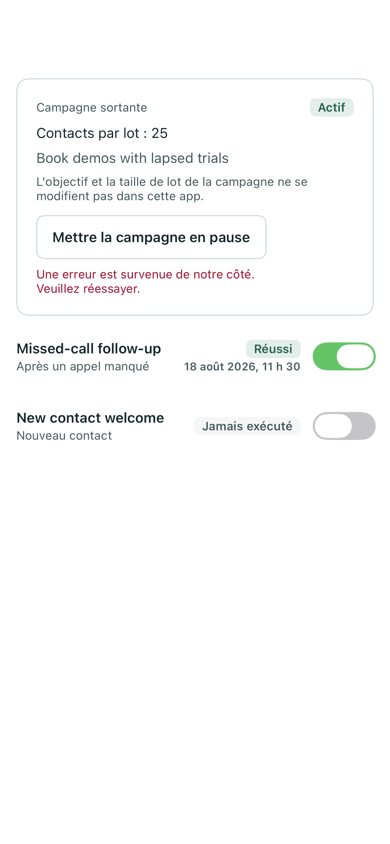 Campagne sortante
Actif
Contacts par lot : 25
Book demos with lapsed trials
L'objectif et la taille de lot de la campagne ne se
modifient pas dans cette app.
Mettre la campagne en pause
Une erreur est survenue de notre côté.
Veuillez réessayer.
Missed-call follow-up
Réussi
Après un appel manqué
18 août 2026, 11 h 30
New contact welcome
Jamais exécuté
Nouveau contact